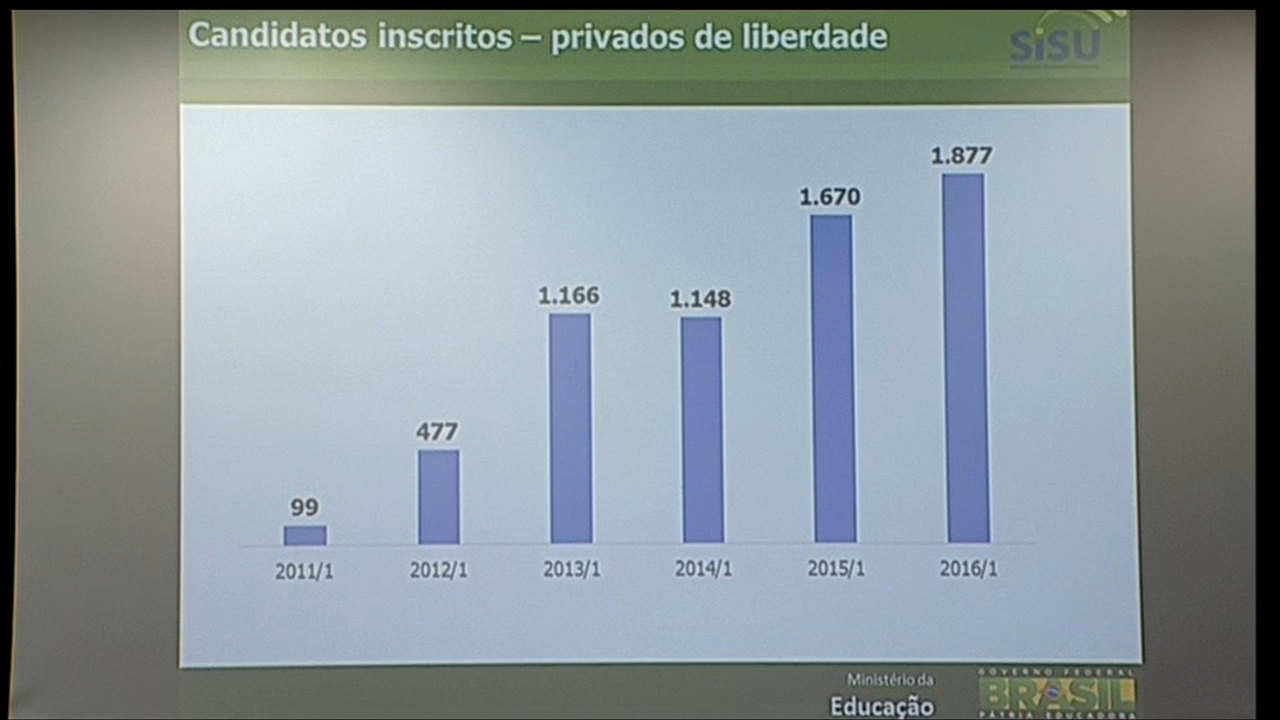 Candidatos inscritos – privados de liberdade
SiSU
1.877
1.670
1.166
1.148
477
99
2011/1
2012/1
2013/1
2014/1
2015/1
2016/1
Ministério da
Educação
GOVERNO FEDERAL
BRASIL
PÁTRIA EDUCADORA